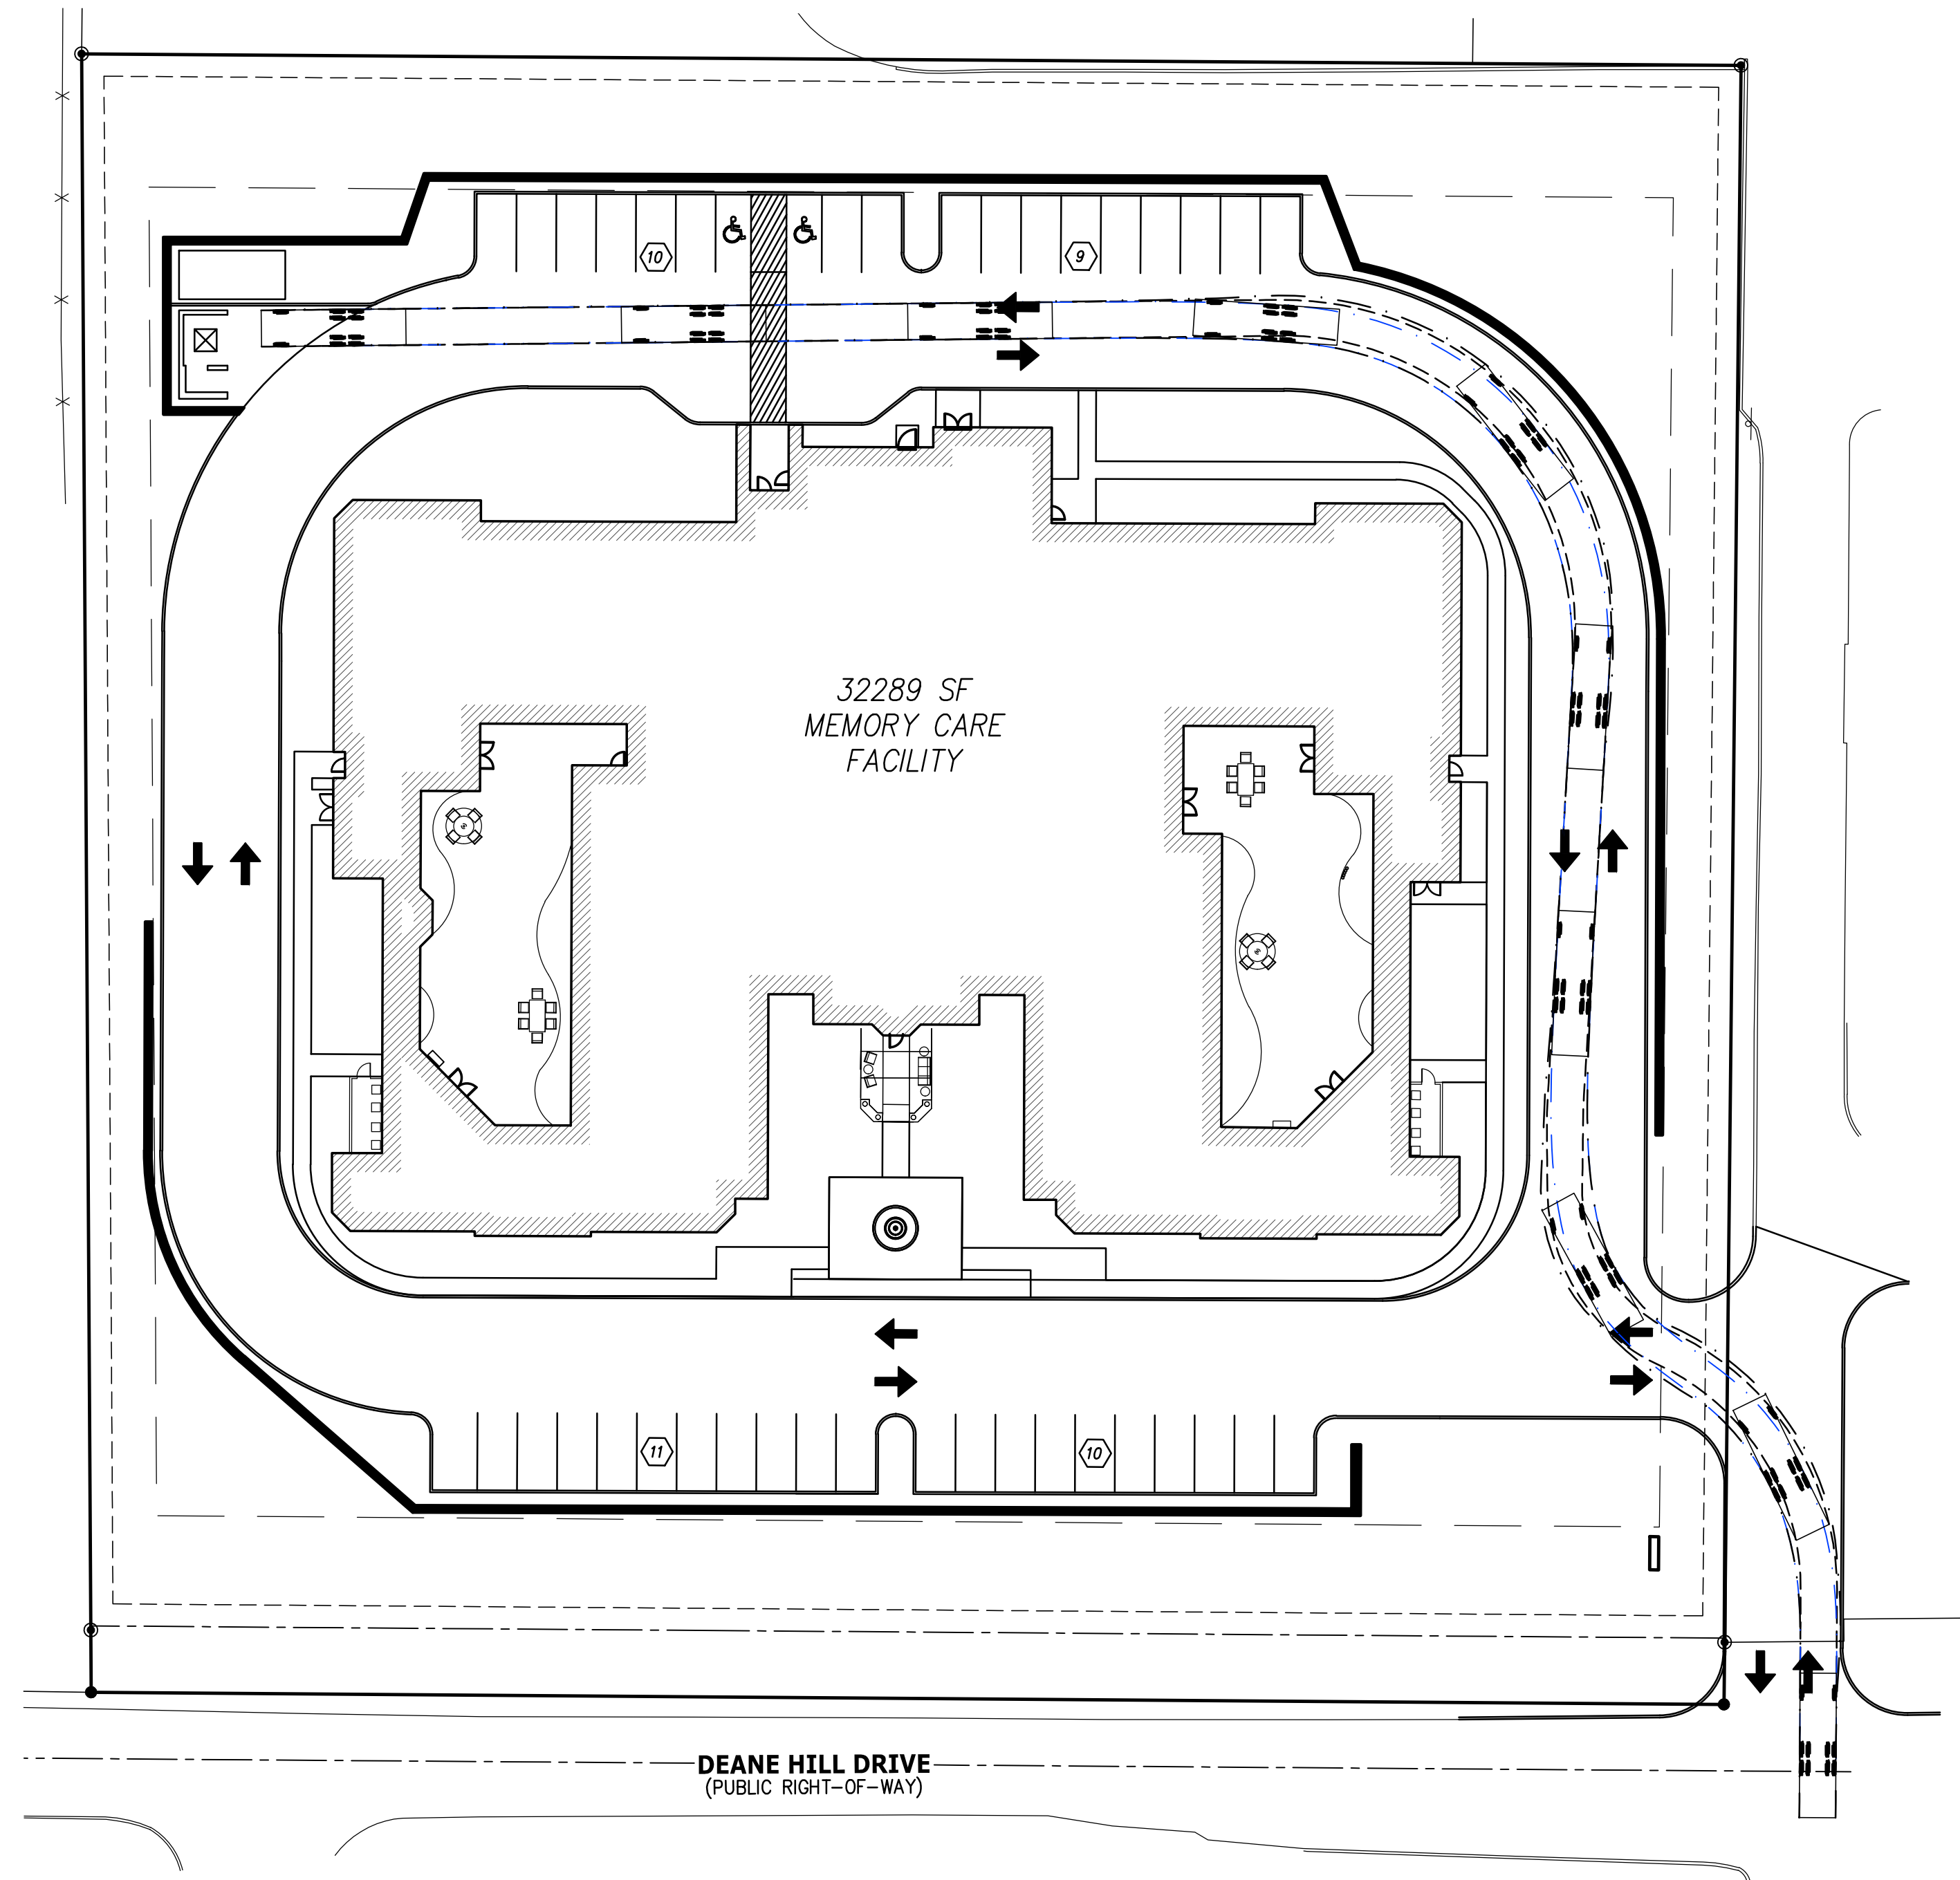 10
9
32289 SF
MEMORY CARE
FACILITY
11
10
DEANE HILL DRIVE
(PUBLIC RIGHT-OF-WAY)